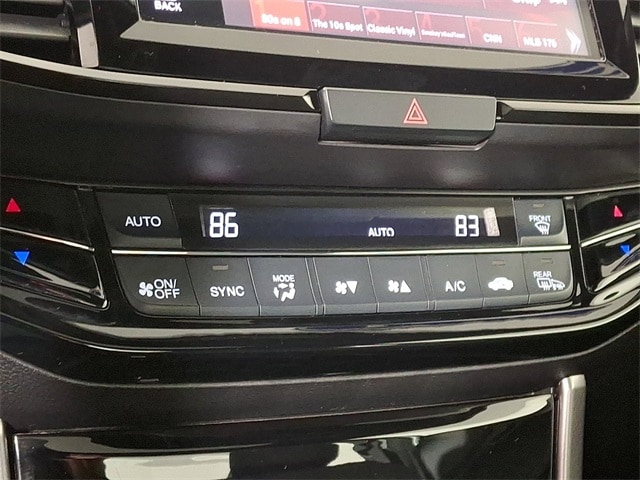 BACK
80s on 8 The 10s Spot Classic Vinyl CNN MLB 176
AUTO 86 AUTO 83 FRONT
ON/OFF SYNC MODE A/C REAR